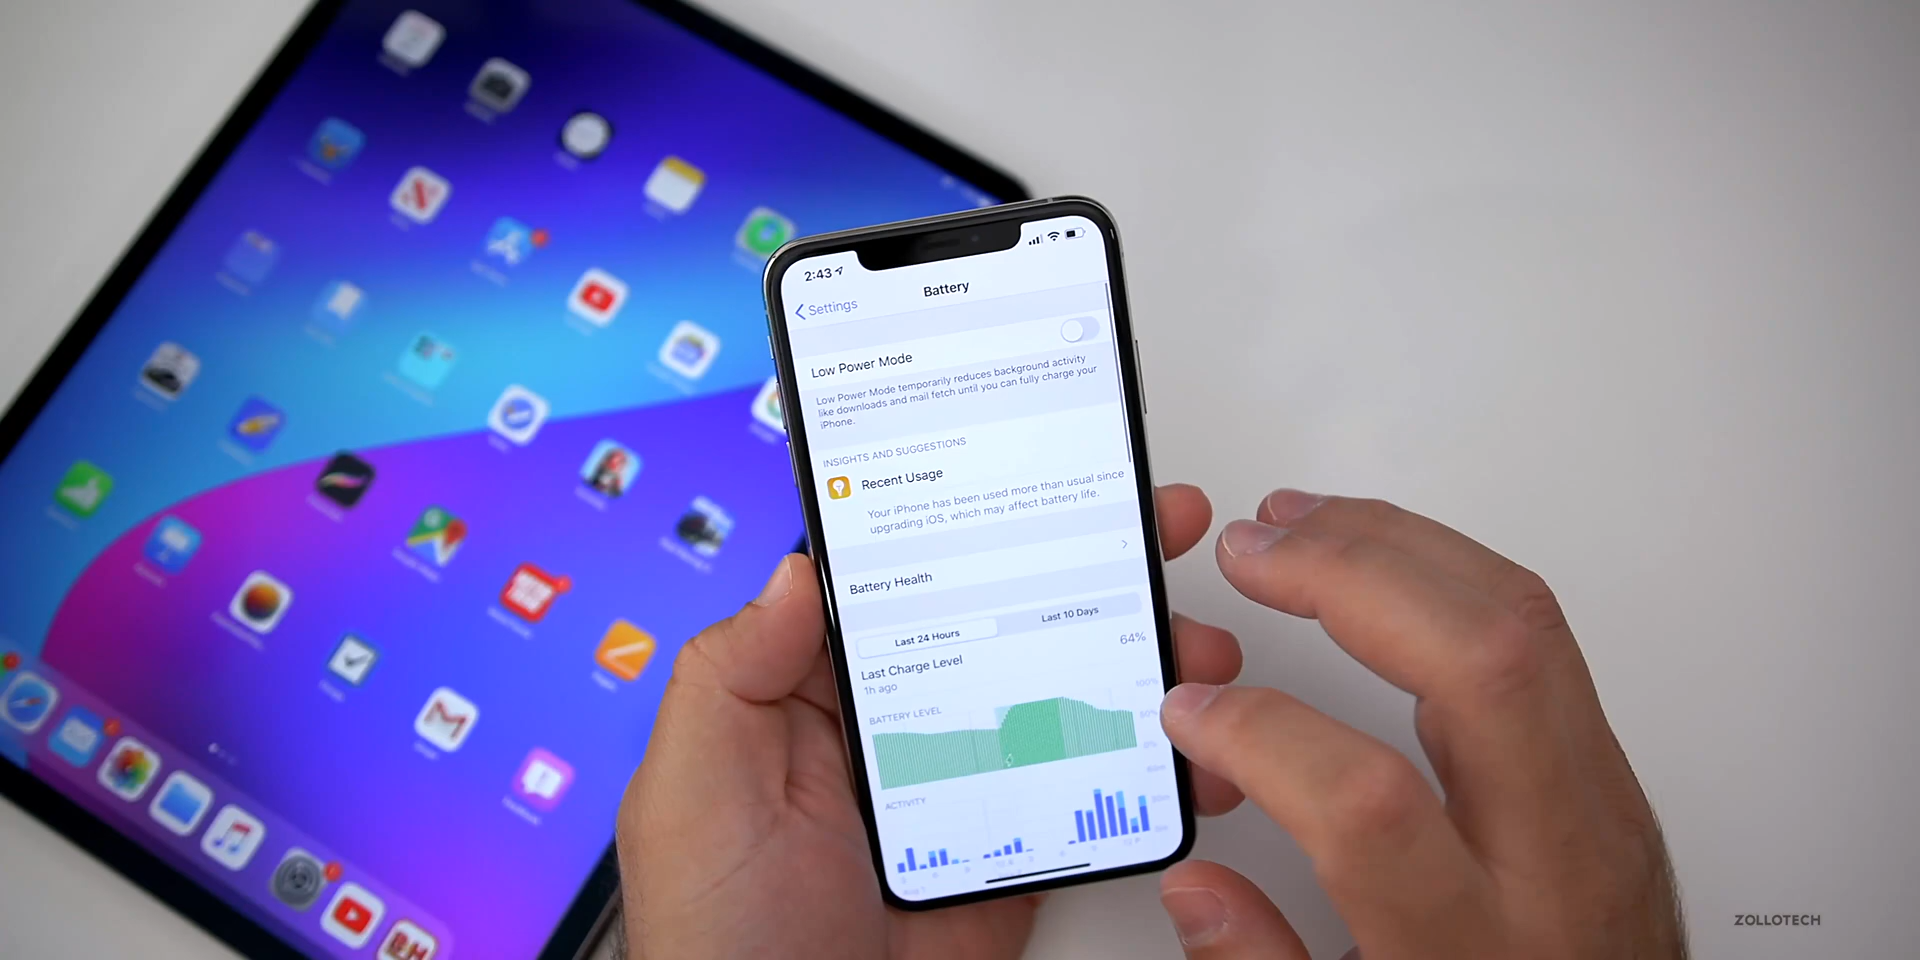 2:43
Settings
Battery
Low Power Mode
Low Power Mode temporarily reduces background activity
like downloads and mail fetch until you can fully charge your
iPhone.
INSIGHTS AND SUGGESTIONS
Recent Usage
Your iPhone has been used more than usual since
upgrading iOS, which may affect battery life.
Battery Health
Last 24 Hours
Last 10 Days
Last Charge Level
64%
1h ago
100%
BATTERY LEVEL
0%
ACTIVITY
ZOLLOTECH